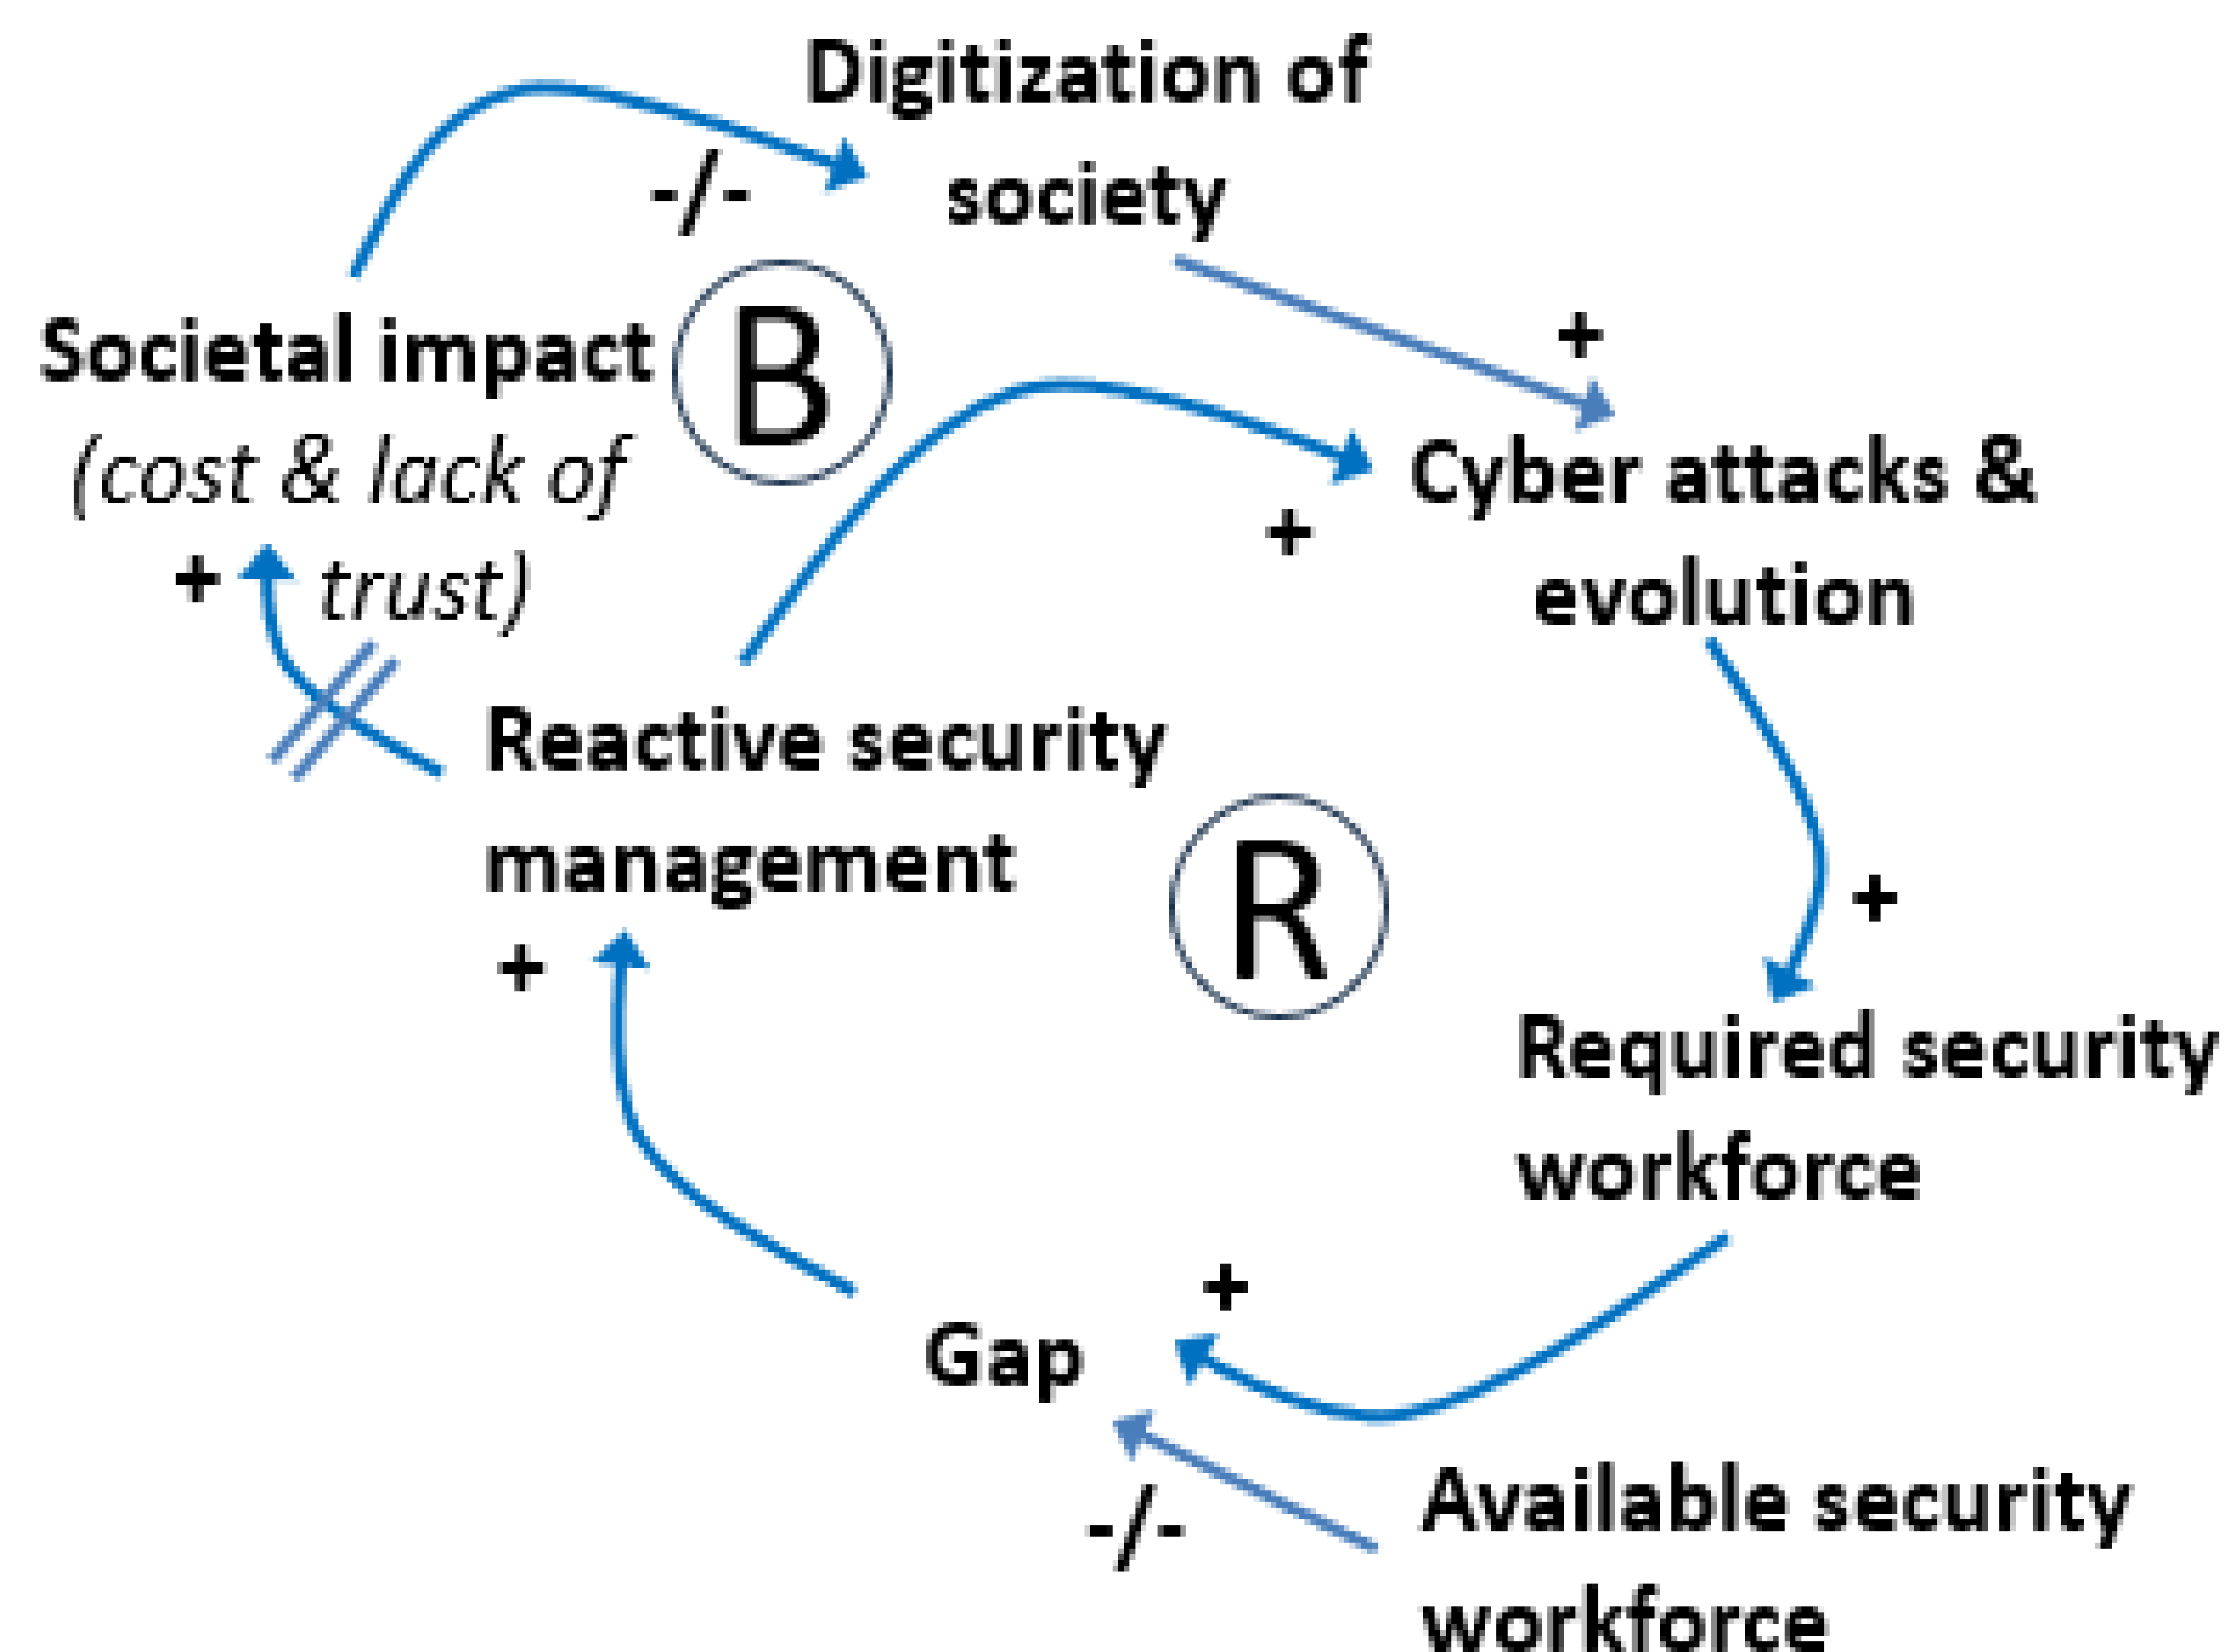 Digitization of
society
-/-
+
Societal impact
(cost & lack of
trust)
+
B
Cyber attacks &
evolution
+
Reactive security
management
+
R
+
Required security
workforce
+
Gap
-/-
Available security
workforce